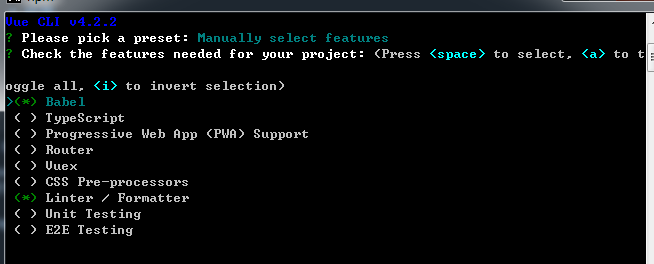 Vue CLI v4.2.2
? Please pick a preset: Manually select features
? Check the features needed for your project: (Press <space> to select, <a> to t
oggle all, <i> to invert selection)
>(*) Babel
( ) TypeScript
( ) Progressive Web App (PWA) Support
( ) Router
( ) Vuex
( ) CSS Pre-processors
(*) Linter / Formatter
( ) Unit Testing
( ) E2E Testing